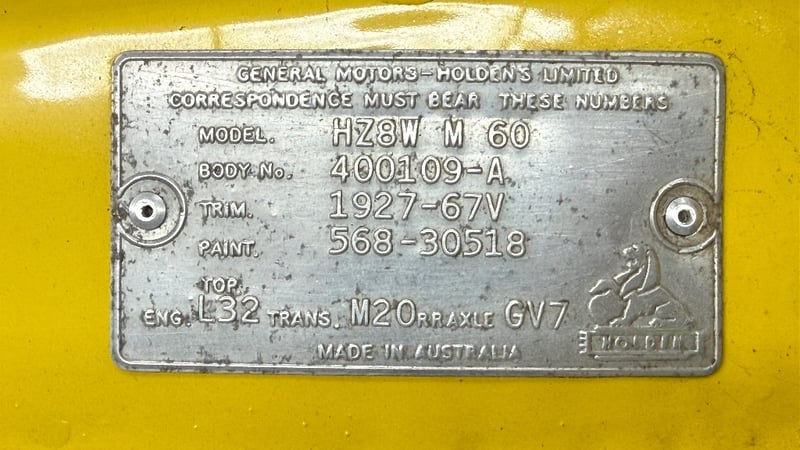 GENERAL MOTORS-HOLDEN'S LIMITED
CORRESPONDENCE MUST BEAR THESE NUMBERS
MODEL. HZ8W M 60
BODY No. 400109-A
TRIM. 1927-67V
PAINT. 568-30518
TOP.
ENG. L32 TRANS. M20 RR AXLE GV7
MADE IN AUSTRALIA
HOLDEN